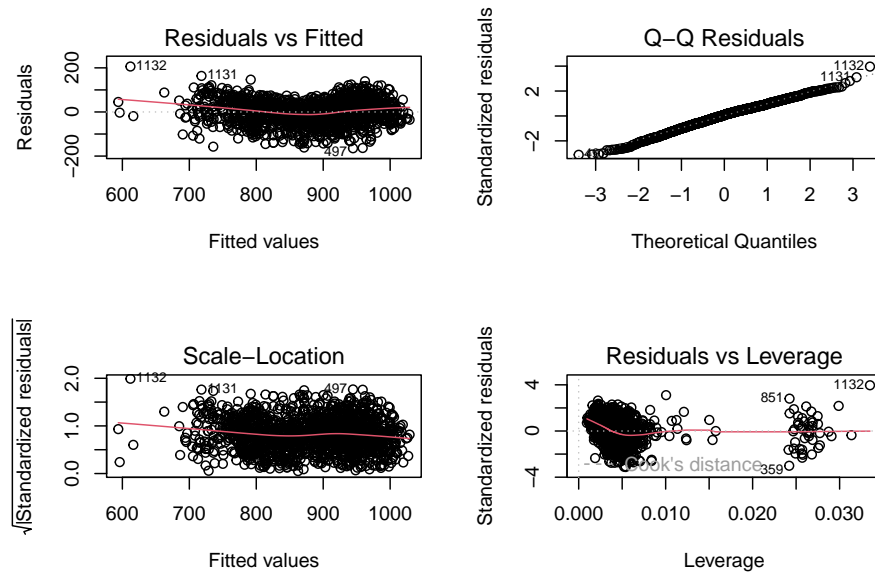 Residuals vs Fitted
Residuals
−200 0 200
1132
1131
497
600 700 800 900 1000
Fitted values
Q−Q Residuals
Standardized residuals
−2 2
1132
1131
−3 −2 −1 0 1 2 3
Theoretical Quantiles
Scale−Location
√|Standardized residuals|
0.0 1.0 2.0
1132
1131
497
600 700 800 900 1000
Fitted values
Residuals vs Leverage
Standardized residuals
−4 0 4
1132
851
359
Cook's distance
0.000 0.010 0.020 0.030
Leverage